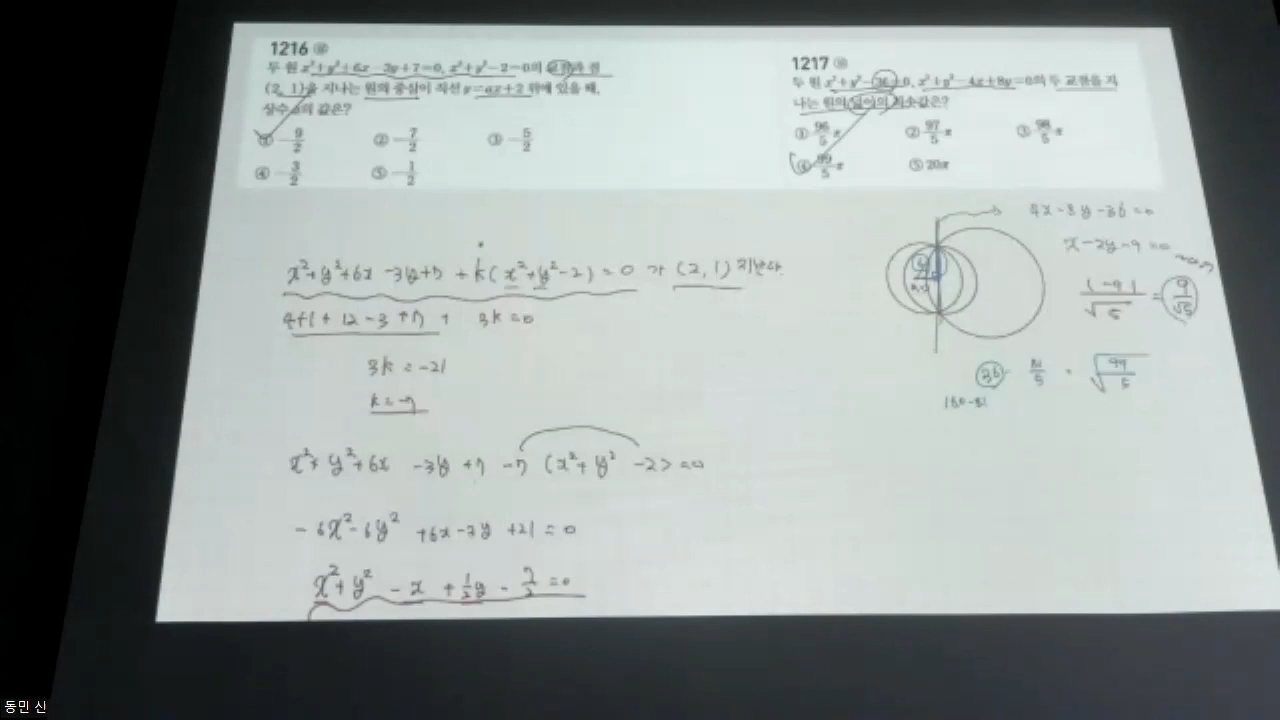 1216
두 원 x²+y²+6x-3y+7=0, x²+y²-2=0의 교점과 점
(2, 1)을 지나는 원의 중심이 직선 y=ax+2 위에 있을 때,
상수 a의 값은?
① -9/2 ② -7/2 ③ -5/2
④ -3/2 ⑤ -1/2
1217
두 원 x²+y²-36=0, x²+y²-4x+8y=0의 두 교점을 지
나는 원의 넓이의 최솟값은?
① 96/5 π ② 97/5 π ③ 98/5 π
④ 99/5 π ⑤ 20π
x²+y²+6x-3y+7+k(x²+y²-2)=0 가 (2, 1) 지난다.
4+1+12-3+7+ 3k=0
3k=-21
k=-7
x²+y²+6x -3y+7 -7(x²+y²-2)=0
-6x²-6y²+6x-3y+21=0
x²+y²-x+1/2y-7/2=0
4x-8y-36=0
x-2y-9=0
|-9|/√5 = 9/√5
36- 81/5 = √99/5
180-81
동민 신